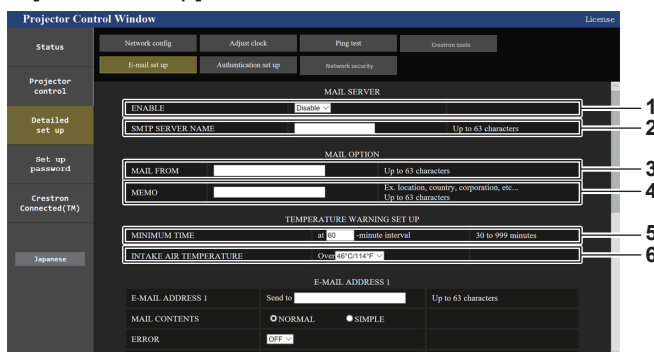 Projector Control Window License
Status
Network config Adjust clock Ping test Crestron tools
E-mail set up Authentication set up Network security
Projector control
Detailed set up
Set up password
Crestron Connected(TM)
Japanese
MAIL SERVER
ENABLE Disable 1
SMTP SERVER NAME Up to 63 characters 2
MAIL OPTION
MAIL FROM Up to 63 characters 3
MEMO Ex. location, country, corporation, etc... Up to 63 characters 4
TEMPERATURE WARNING SET UP
MINIMUM TIME at 60 -minute interval 30 to 999 minutes 5
INTAKE AIR TEMPERATURE Over 46°C/114°F 6
E-MAIL ADDRESS 1
E-MAIL ADDRESS 1 Send to Up to 63 characters
MAIL CONTENTS NORMAL SIMPLE
ERROR OFF